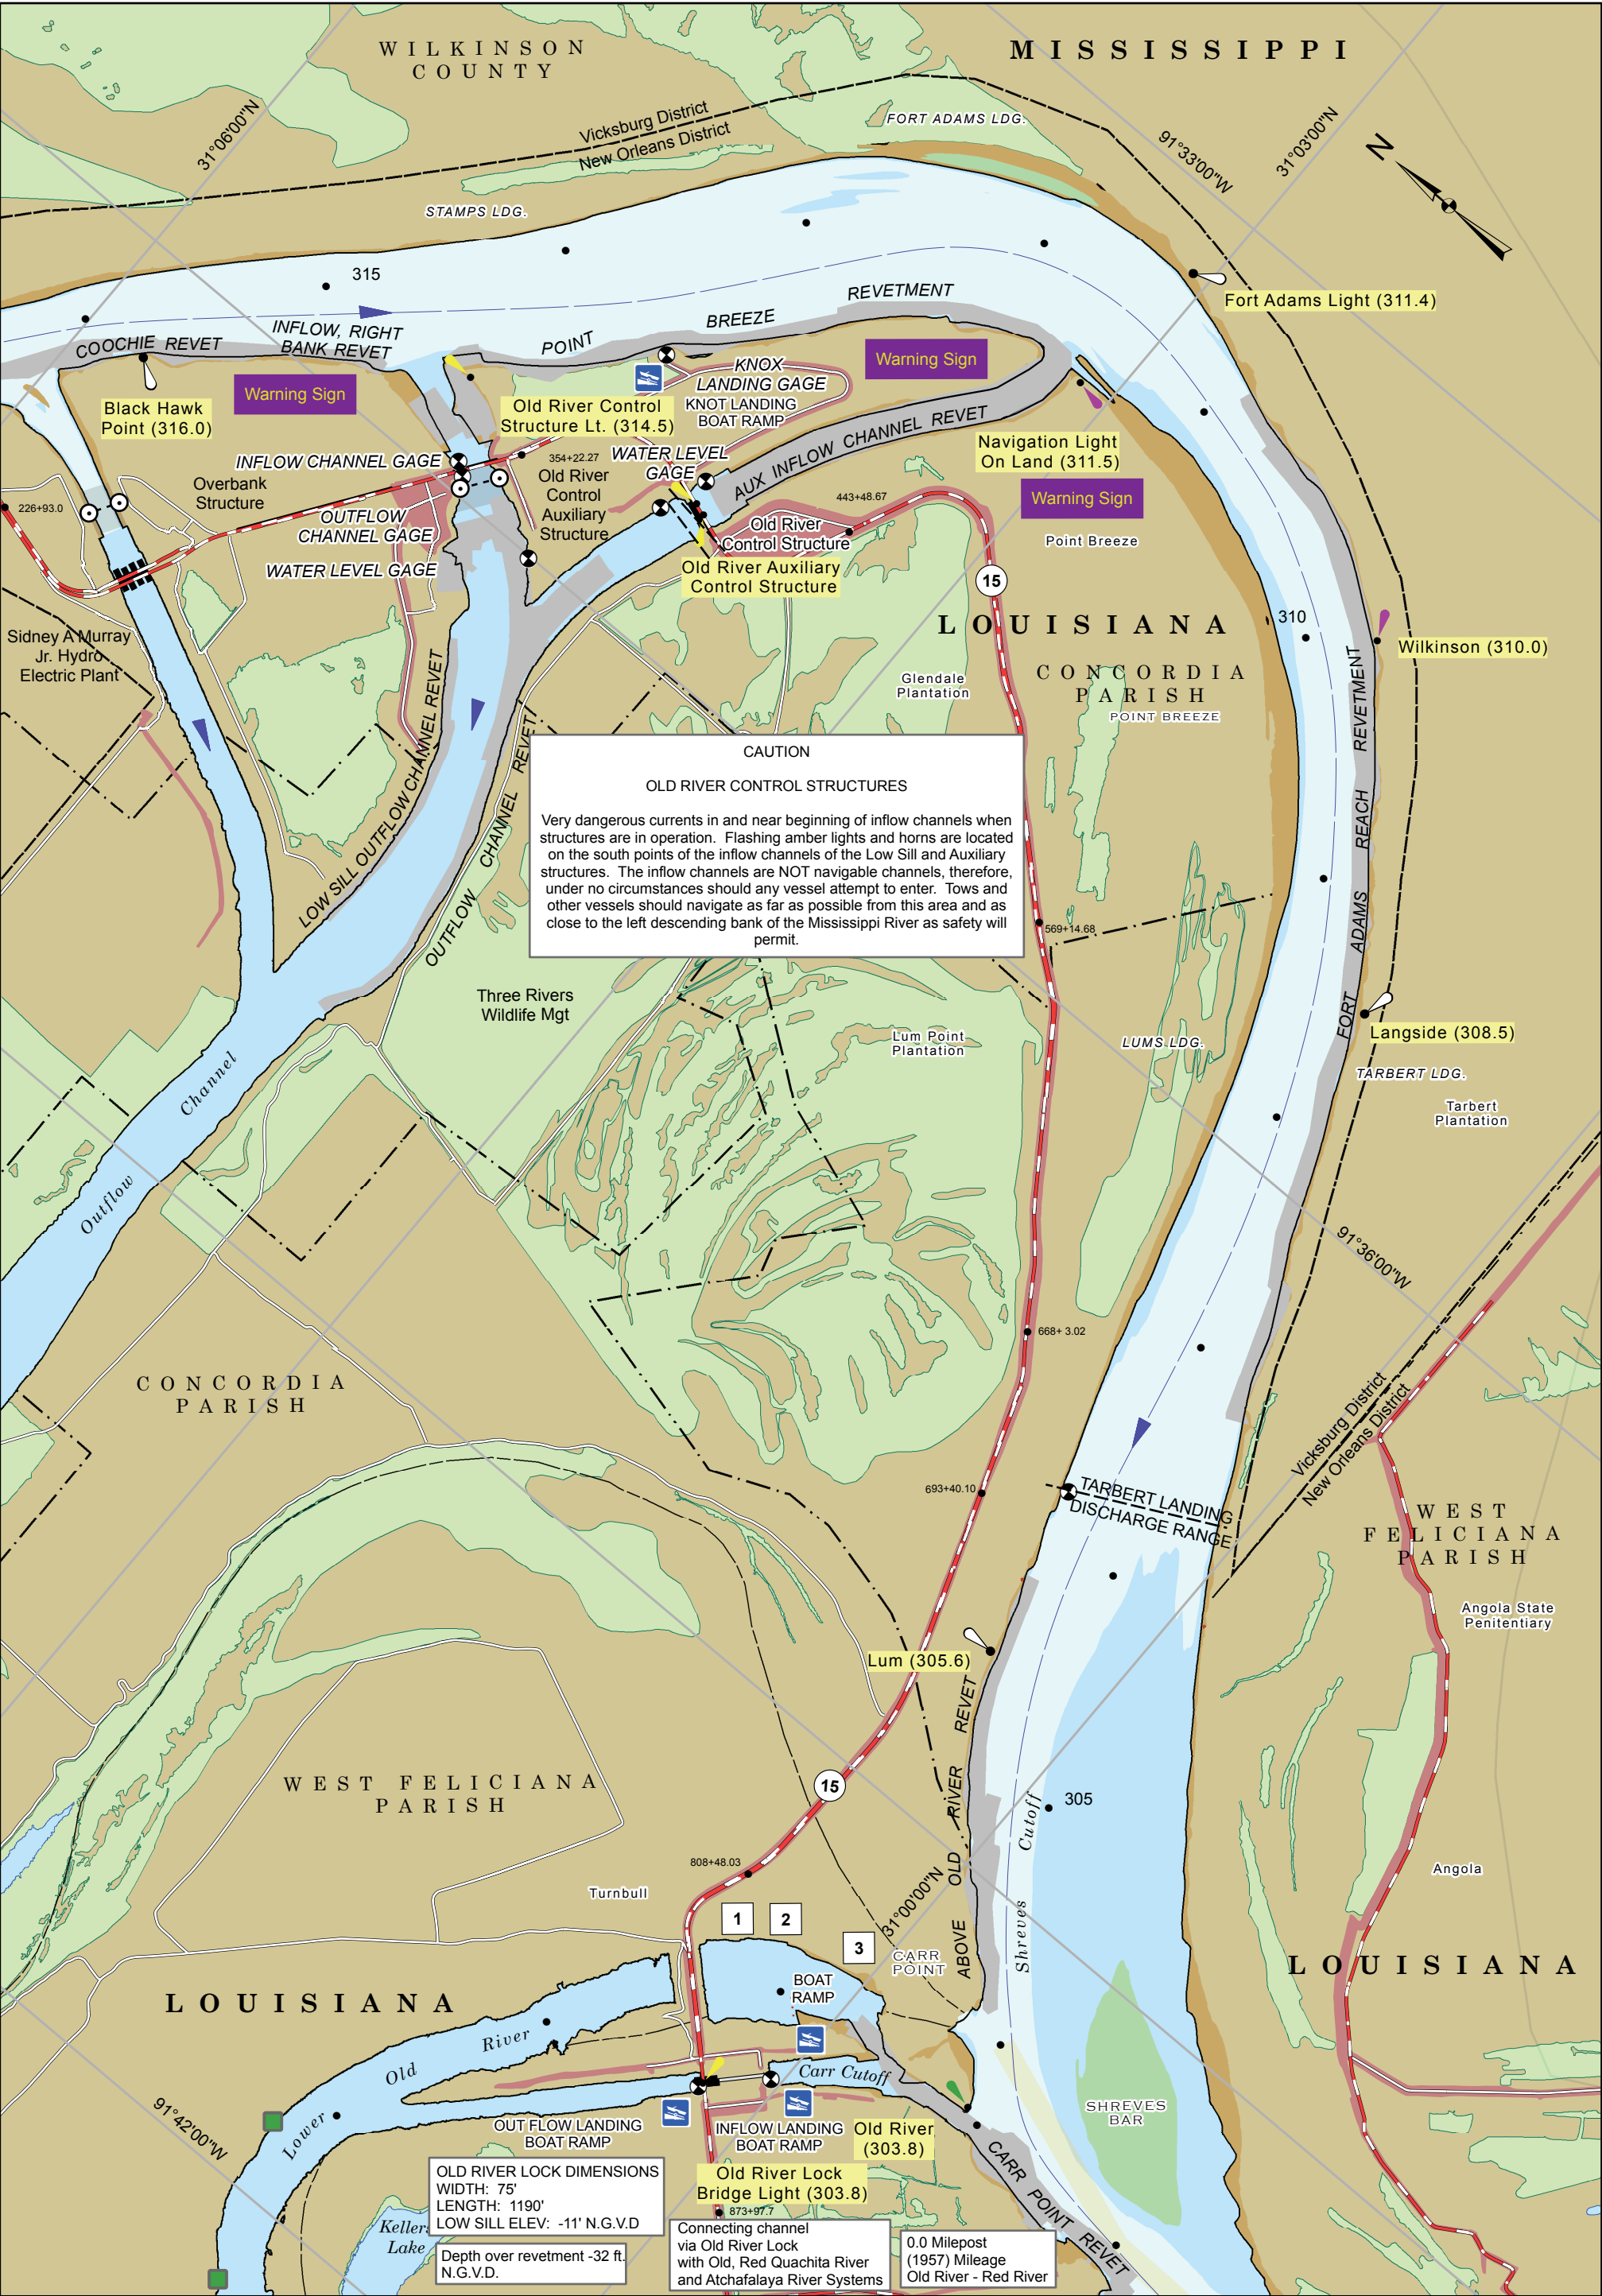 WILKINSON
COUNTY
MISSISSIPPI
31°06'00"N
Vicksburg District
New Orleans District
FORT ADAMS LDG.
91°33'00"W
31°03'00"N
N
STAMPS LDG.
315
Fort Adams Light (311.4)
COOCHIE REVET
INFLOW, RIGHT
BANK REVET
POINT BREEZE REVETMENT
Warning Sign
Warning Sign
Black Hawk
Point (316.0)
KNOX
LANDING GAGE
KNOT LANDING
BOAT RAMP
Old River Control
Structure Lt. (314.5)
AUX INFLOW CHANNEL REVET
Navigation Light
On Land (311.5)
Warning Sign
INFLOW CHANNEL GAGE
354+22.27
WATER LEVEL
GAGE
Overbank
Structure
Old River
Control
Auxiliary
Structure
443+48.67
226+93.0
OUTFLOW
CHANNEL GAGE
Old River
Control Structure
Point Breeze
WATER LEVEL GAGE
Old River Auxiliary
Control Structure
15
LOUISIANA
310
Sidney A Murray
Jr. Hydro
Electric Plant
Wilkinson (310.0)
Glendale
Plantation
CONCORDIA
PARISH
POINT BREEZE
LOW SILL OUTFLOW CHANNEL REVET
OUTFLOW CHANNEL REVET
CAUTION
OLD RIVER CONTROL STRUCTURES
Very dangerous currents in and near beginning of inflow channels when
structures are in operation. Flashing amber lights and horns are located
on the south points of the inflow channels of the Low Sill and Auxiliary
structures. The inflow channels are NOT navigable channels, therefore,
under no circumstances should any vessel attempt to enter. Tows and
other vessels should navigate as far as possible from this area and as
close to the left descending bank of the Mississippi River as safety will
permit.
FORT ADAMS REACH REVETMENT
569+14.68
Three Rivers
Wildlife Mgt
Lum Point
Plantation
LUMS LDG.
Langside (308.5)
TARBERT LDG.
Tarbert
Plantation
Outflow Channel
91°36'00"W
668+ 3.02
CONCORDIA
PARISH
Vicksburg District
New Orleans District
693+40.10
TARBERT LANDING
DISCHARGE RANGE
WEST
FELICIANA
PARISH
Angola State
Penitentiary
Lum (305.6)
WEST FELICIANA
PARISH
15
305
ABOVE OLD RIVER REVET
Shreves Cutoff
808+48.03
Turnbull
Angola
1
2
3
31°00'00"N
CARR
POINT
LOUISIANA
LOUISIANA
BOAT
RAMP
Lower Old River
Carr Cutoff
91°42'00"W
SHREVES
BAR
OUT FLOW LANDING
BOAT RAMP
INFLOW LANDING
BOAT RAMP
Old River
(303.8)
CARR POINT REVET
OLD RIVER LOCK DIMENSIONS
WIDTH: 75'
LENGTH: 1190'
LOW SILL ELEV: -11' N.G.V.D
Old River Lock
Bridge Light (303.8)
873+97.7
Kellers
Lake
Depth over revetment -32 ft.
N.G.V.D.
Connecting channel
via Old River Lock
with Old, Red Quachita River
and Atchafalaya River Systems
0.0 Milepost
(1957) Mileage
Old River - Red River